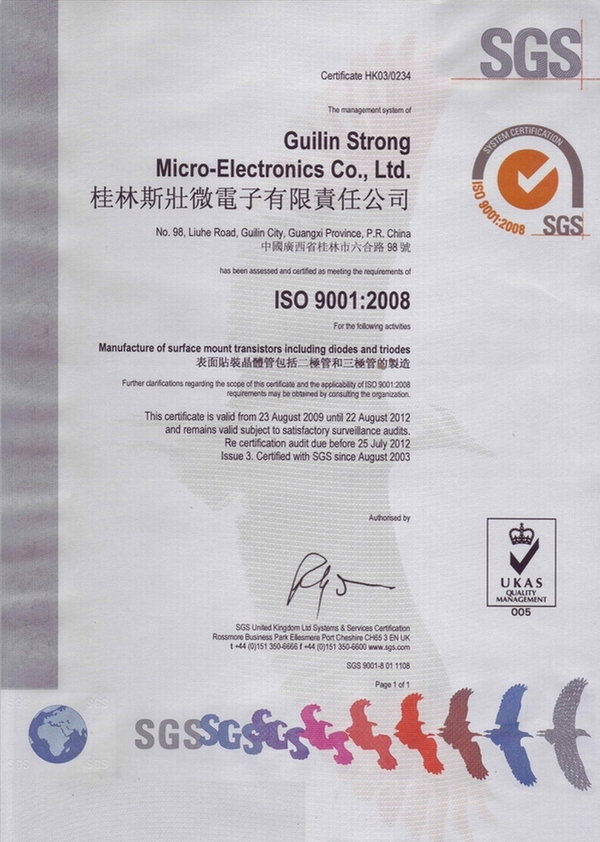 SGS
Certificate HK03/0234
The management system of
Guilin Strong
Micro-Electronics Co., Ltd.
桂林斯壯微電子有限責任公司
SYSTEM CERTIFICATION
ISO 9001:2008
SGS
No. 98, Liuhe Road, Guilin City, Guangxi Province, P.R. China
中國廣西省桂林市六合路 98 號
has been assessed and certified as meeting the requirements of
ISO 9001:2008
For the following activities
Manufacture of surface mount transistors including diodes and triodes
表面貼裝晶體管包括二極管和三極管的製造
Further clarifications regarding the scope of this certificate and the applicability of ISO 9001:2008
requirements may be obtained by consulting the organization.
This certificate is valid from 23 August 2009 until 22 August 2012
and remains valid subject to satisfactory surveillance audits.
Re certification audit due before 25 July 2012
Issue 3. Certified with SGS since August 2003
Authorised by
UKAS
QUALITY
MANAGEMENT
005
SGS United Kingdom Ltd Systems & Services Certification
Rossmore Business Park Ellesmere Port Cheshire CH65 3 EN UK
t +44 (0)151 350-6666 f +44 (0)151 350-6600 www.sgs.com
SGS 9001-8 01 1108
Page 1 of 1
SGS SGS SGS SGS